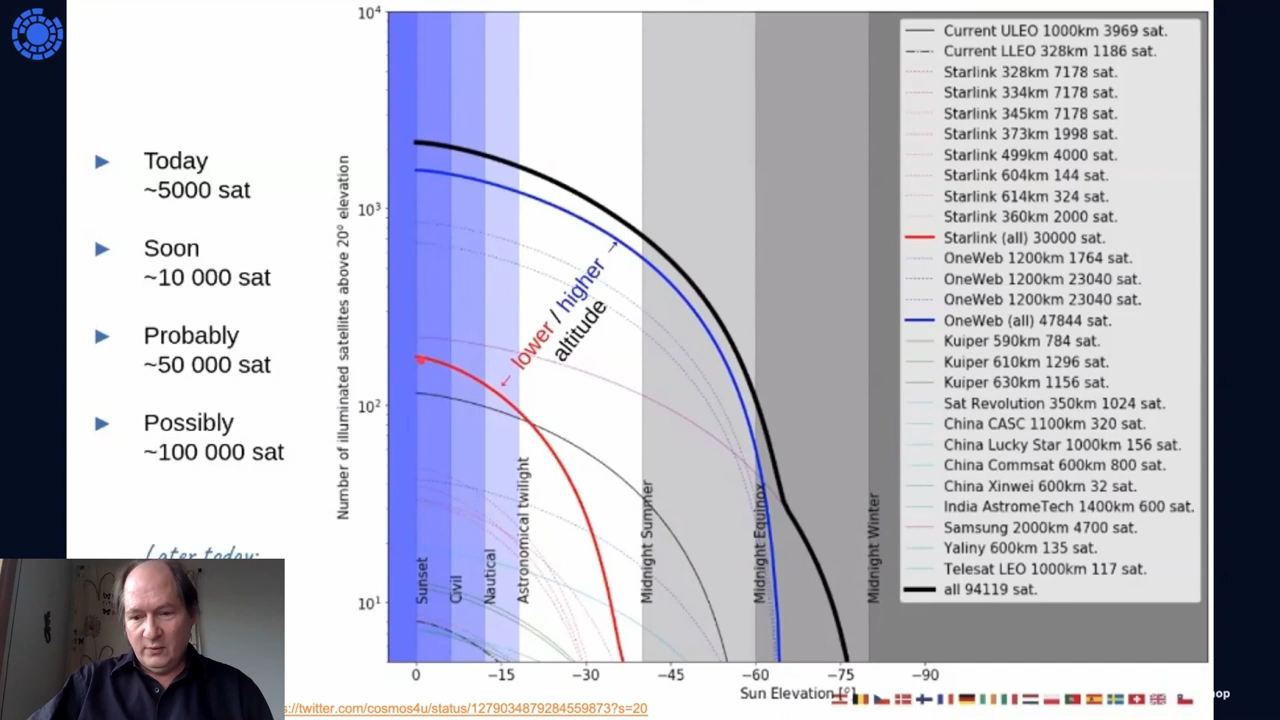 Today
~5000 sat
Soon
~10 000 sat
Probably
~50 000 sat
Possibly
~100 000 sat
Later today:
Number of illuminated satellites above 20° elevation
10⁴
10³
10²
10¹
← lower / higher →
altitude
Sunset
Civil
Nautical
Astronomical twilight
Midnight Summer
Midnight Equinox
Midnight Winter
0
−15
−30
−45
−60
−75
−90
Sun Elevation [°]
Current ULEO 1000km 3969 sat.
Current LLEO 328km 1186 sat.
Starlink 328km 7178 sat.
Starlink 334km 7178 sat.
Starlink 345km 7178 sat.
Starlink 373km 1998 sat.
Starlink 499km 4000 sat.
Starlink 604km 144 sat.
Starlink 614km 324 sat.
Starlink 360km 2000 sat.
Starlink (all) 30000 sat.
OneWeb 1200km 1764 sat.
OneWeb 1200km 23040 sat.
OneWeb 1200km 23040 sat.
OneWeb (all) 47844 sat.
Kuiper 590km 784 sat.
Kuiper 610km 1296 sat.
Kuiper 630km 1156 sat.
Sat Revolution 350km 1024 sat.
China CASC 1100km 320 sat.
China Lucky Star 1000km 156 sat.
China Commsat 600km 800 sat.
China Xinwei 600km 32 sat.
India AstromeTech 1400km 600 sat.
Samsung 2000km 4700 sat.
Yaliny 600km 135 sat.
Telesat LEO 1000km 117 sat.
all 94119 sat.
s://twitter.com/cosmos4u/status/1279034879284559873?s=20
hop